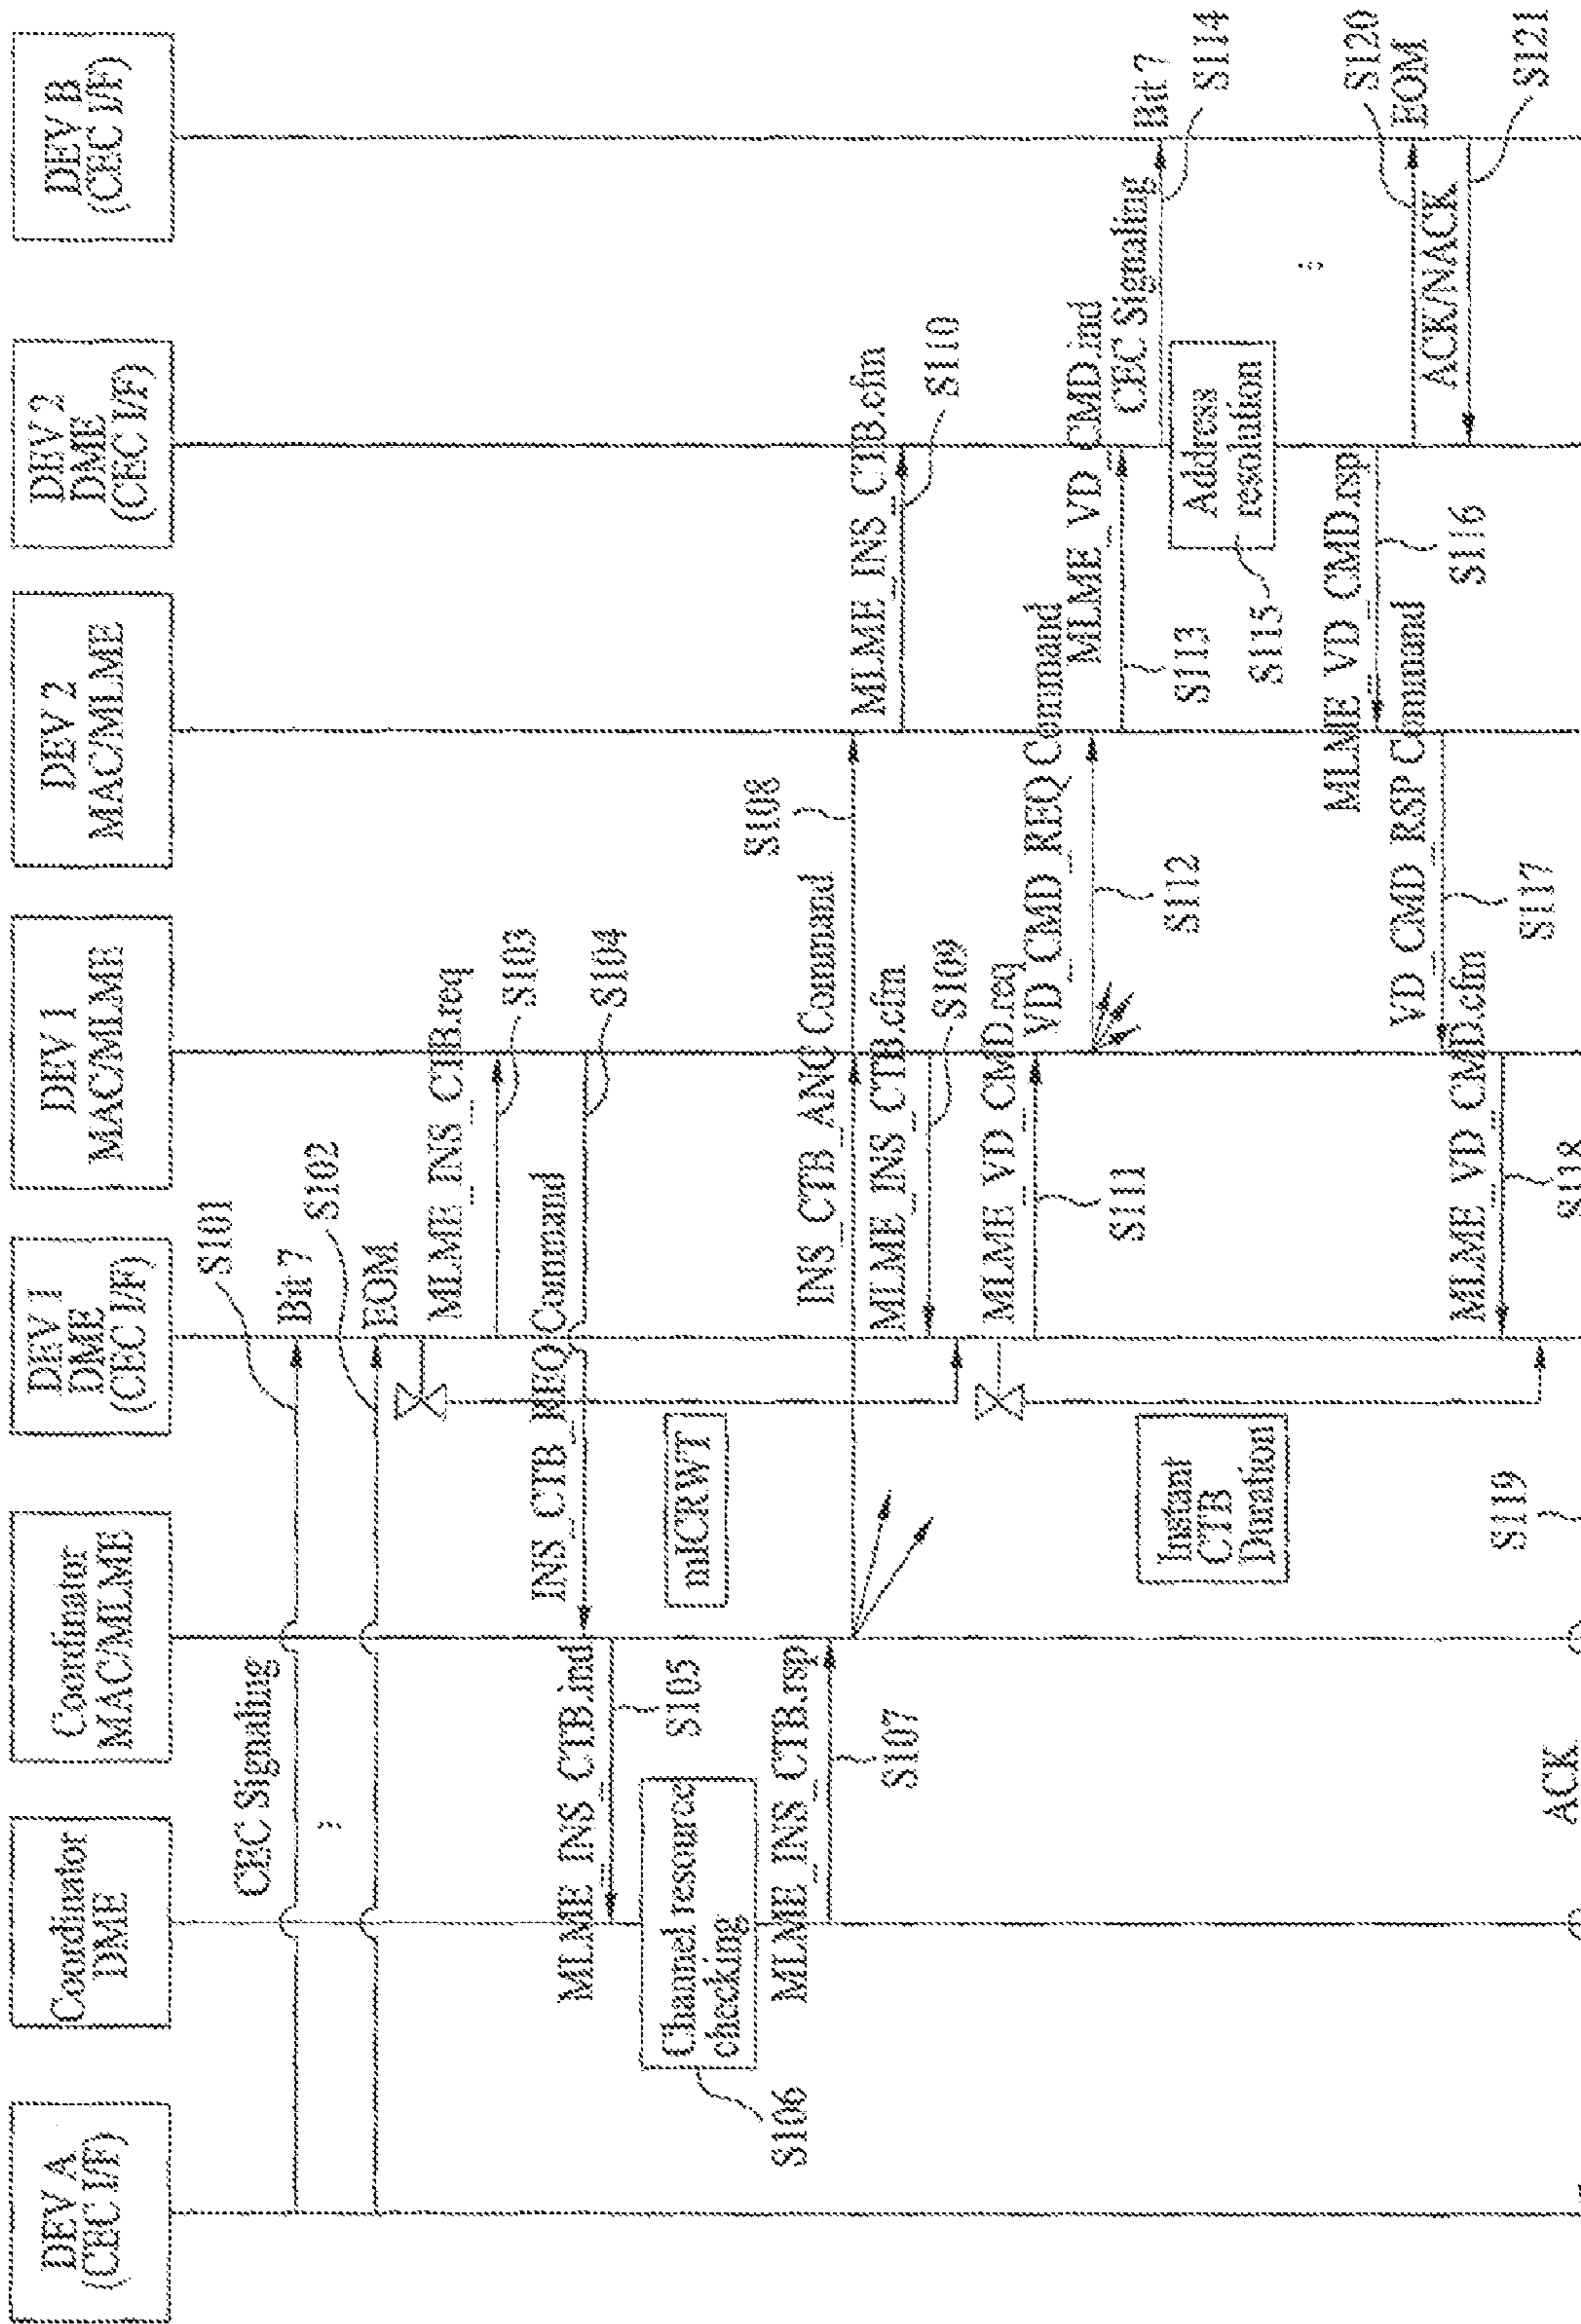 DEV A
(CEC I/F)
Coordinator
DME
Coordinator
MAC/MLME
DEV 1
DME
(CEC I/F)
DEV 1
MAC/MLME
DEV 2
MAC/MLME
DEV 2
DME
(CEC I/F)
DEV B
(CEC I/F)
CEC Signaling
S101
Bit 7
S102
EOM
MLME_INS_CTB.req
S103
INS_CTB_REQ Command
S104
MLME_INS_CTB.ind
S105
Channel resource
checking
S106
mICRWT
MLME_INS_CTB.rsp
S107
INS_CTB_ANC Command
S108
MLME_INS_CTB.cfm
S109
MLME_INS_CTB.cfm
S110
MLME_VD_CMD.req
S111
VD_CMD_REQ Command
S112
MLME_VD_CMD.ind
S113
CEC Signaling
Bit 7
S114
Address
resolution
S115
Instant
CTB
Duration
MLME_VD_CMD.rsp
S116
VD_CMD_RSP Command
S117
MLME_VD_CMD.cfm
S118
S120
EOM
ACK/NACK
S121
S119
ACK